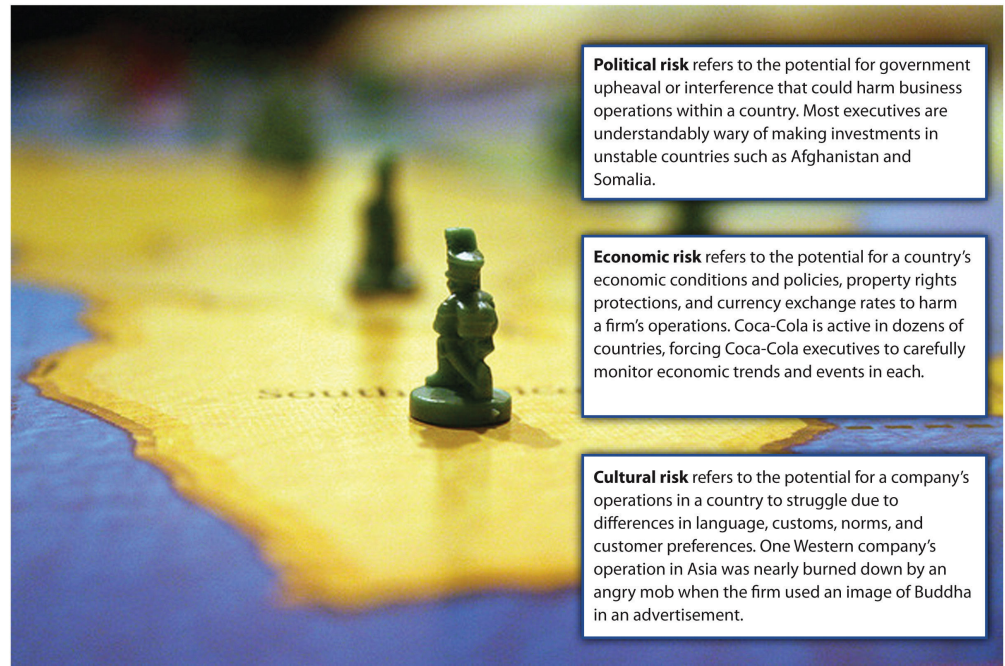 Political risk refers to the potential for government
upheaval or interference that could harm business
operations within a country. Most executives are
understandably wary of making investments in
unstable countries such as Afghanistan and
Somalia.
Economic risk refers to the potential for a country’s
economic conditions and policies, property rights
protections, and currency exchange rates to harm
a firm’s operations. Coca-Cola is active in dozens of
countries, forcing Coca-Cola executives to carefully
monitor economic trends and events in each.
South
Cultural risk refers to the potential for a company’s
operations in a country to struggle due to
differences in language, customs, norms, and
customer preferences. One Western company’s
operation in Asia was nearly burned down by an
angry mob when the firm used an image of Buddha
in an advertisement.